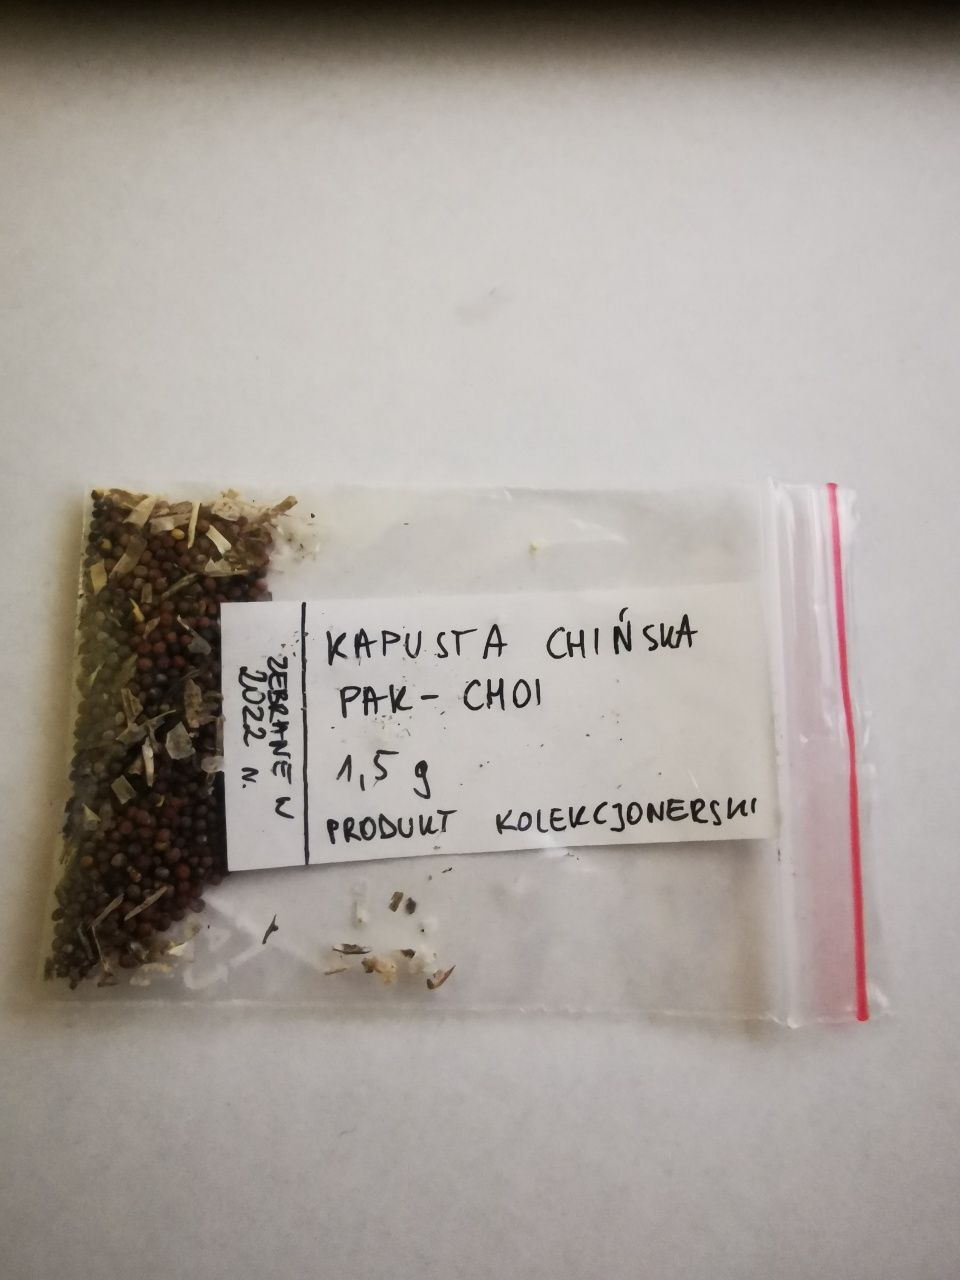 KAPUSTA CHIŃSKA
PAK-CHOI
1,5 g
PRODUKT KOLEKCJONERSKI
ZEBRANE W
2022 N.